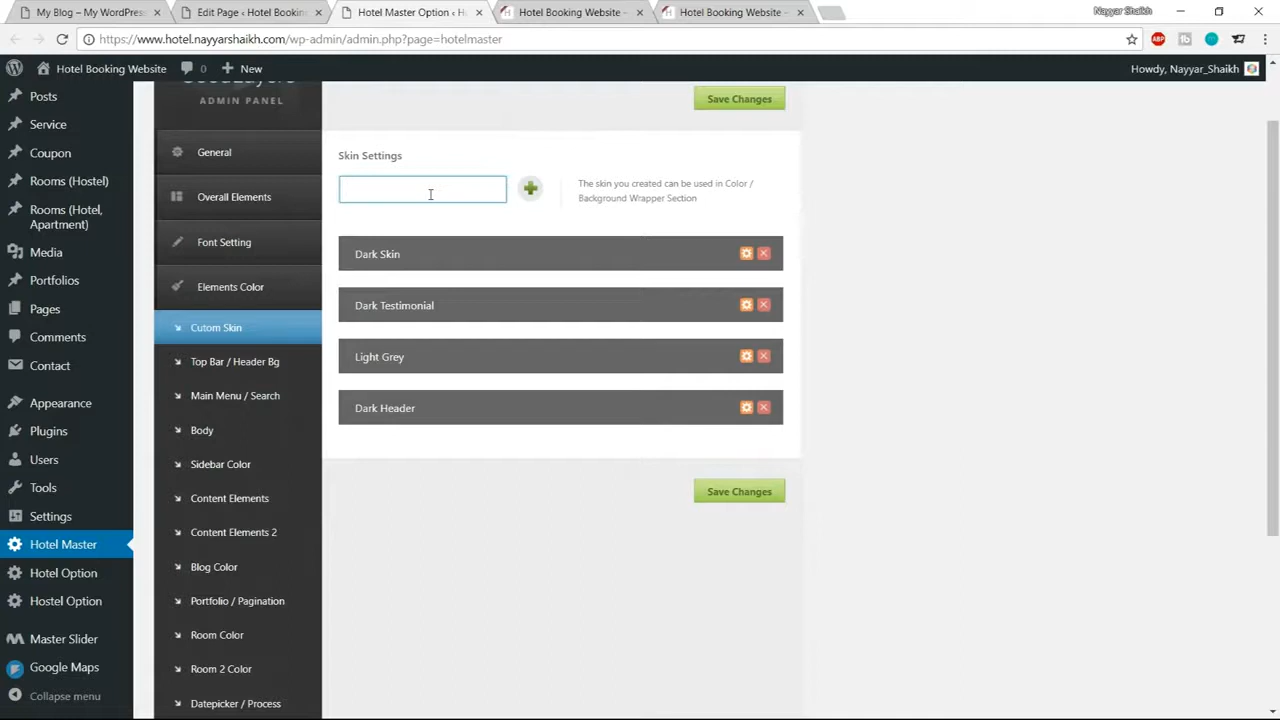 My Blog – My WordPress
Edit Page ‹ Hotel Booking
Hotel Master Option ‹ H
Hotel Booking Website –
Hotel Booking Website –
Nayyar Shaikh
https://www.hotel.nayyarshaikh.com/wp-admin/admin.php?page=hotelmaster
ABP
Hotel Booking Website
0
New
Howdy, Nayyar_Shaikh
Posts
Service
Coupon
Rooms (Hostel)
Rooms (Hotel,
Apartment)
Media
Portfolios
Pages
Comments
Contact
Appearance
Plugins
Users
Tools
Settings
Hotel Master
Hotel Option
Hostel Option
Master Slider
Google Maps
Collapse menu
ADMIN PANEL
General
Overall Elements
Font Setting
Elements Color
Cutom Skin
Top Bar / Header Bg
Main Menu / Search
Body
Sidebar Color
Content Elements
Content Elements 2
Blog Color
Portfolio / Pagination
Room Color
Room 2 Color
Datepicker / Process
Save Changes
Skin Settings
The skin you created can be used in Color /
Background Wrapper Section
Dark Skin
Dark Testimonial
Light Grey
Dark Header
Save Changes